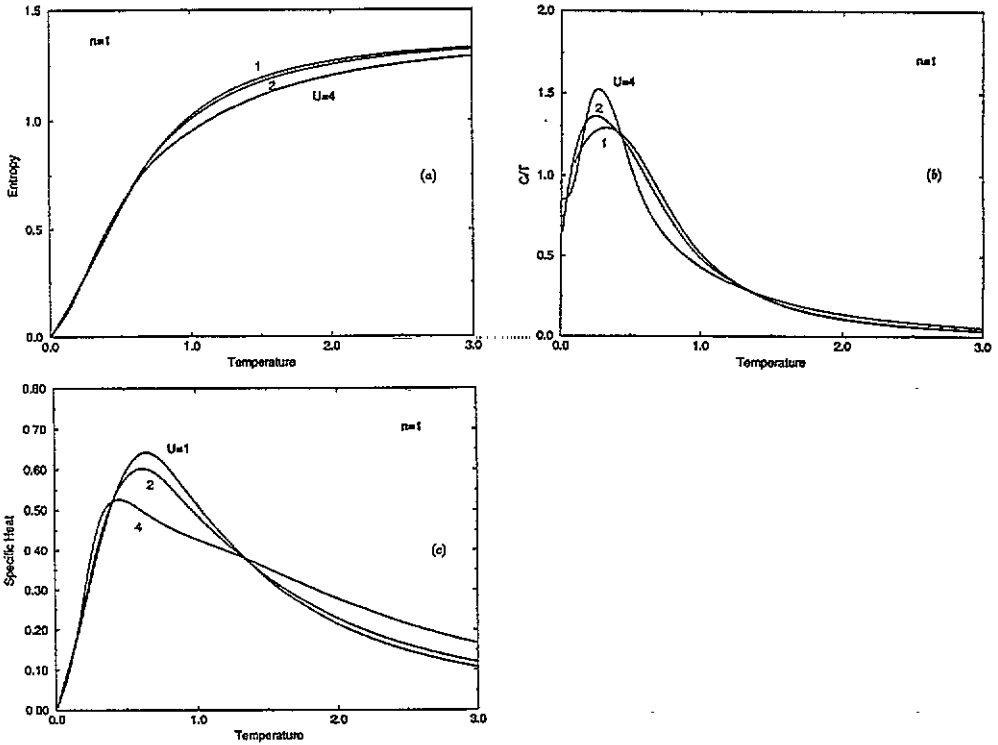 1.5
n=1
1
2
U=4
1.0
(a)
Entropy
0.5
0.0
0.0
1.0
2.0
3.0
Temperature
2.0
n=1
U=4
1.5
2
1
1.0
(b)
C/T
0.5
0.0
0.0
1.0
2.0
3.0
Temperature
0.80
n=1
0.70
U=1
0.60
2
0.50
4
(c)
0.40
Specific Heat
0.30
0.20
0.10
0.00
0.0
1.0
2.0
3.0
Temperature